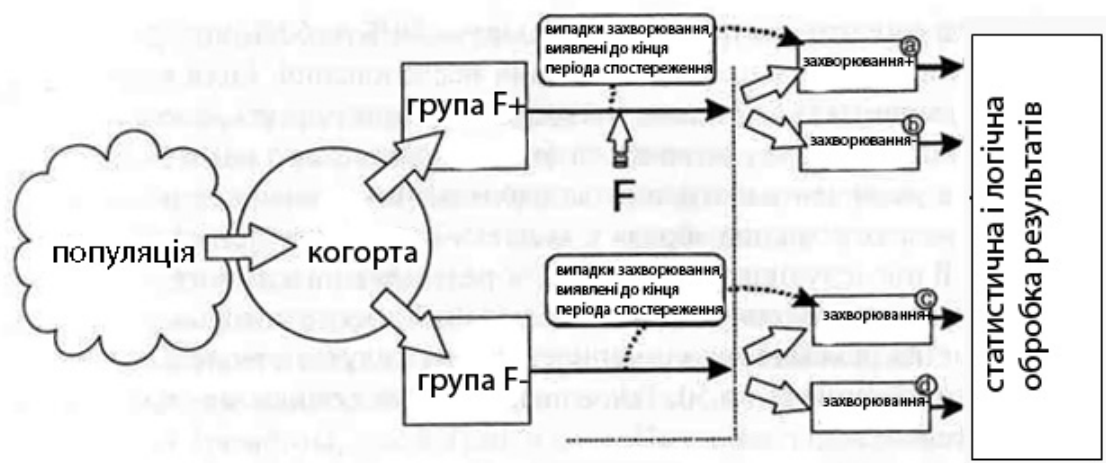 популяція
когорта
група F+
випадки захворювання,
виявлені до кінця
періода спостереження
F
a
захворювання+
b
захворювання-
група F-
випадки захворювання,
виявлені до кінця
періода спостереження
c
захворювання+
d
захворювання-
статистична і логічна
обробка результатів